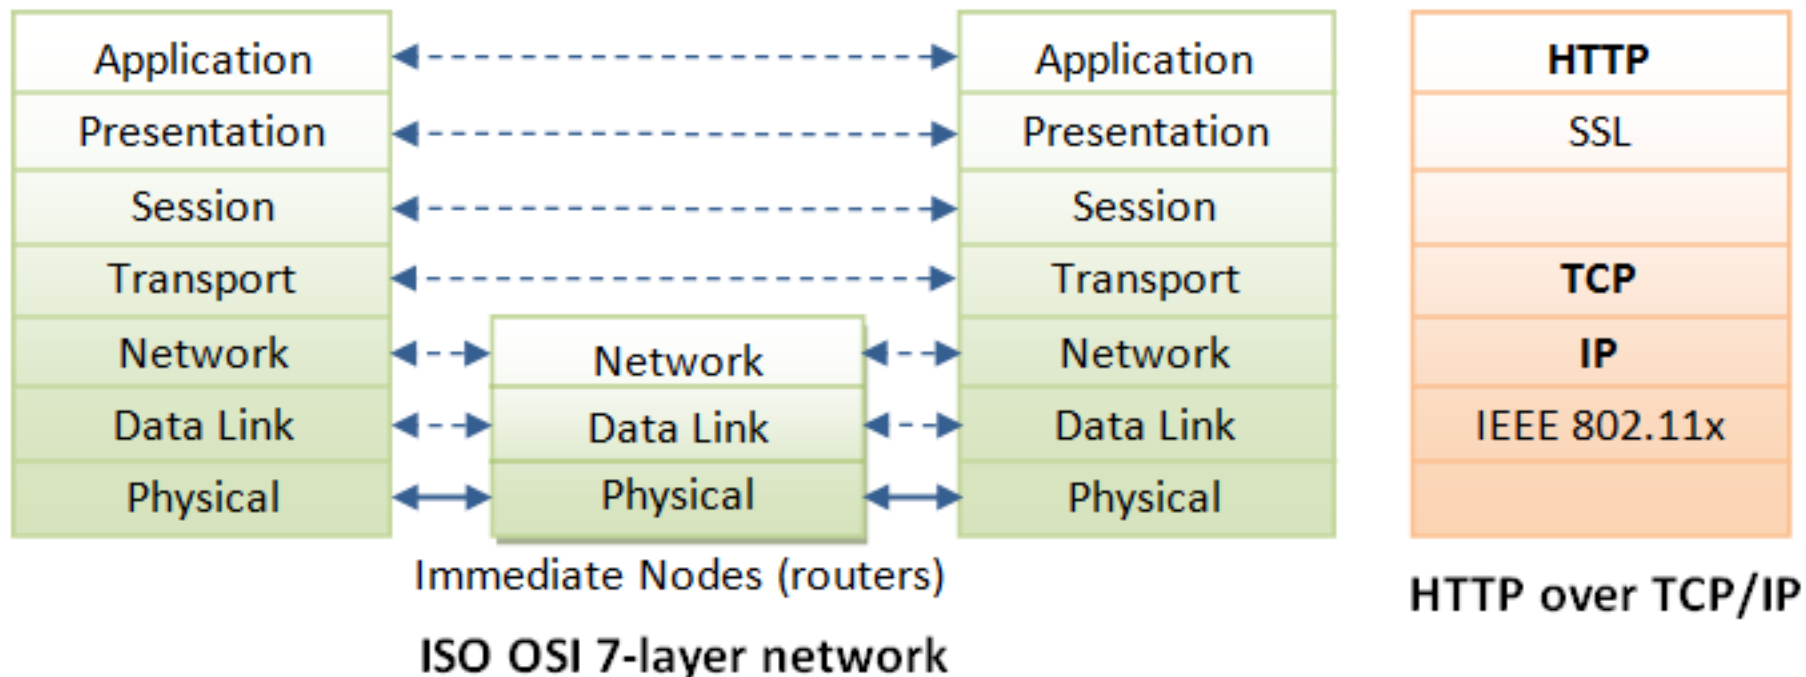 Application
Presentation
Session
Transport
Network
Data Link
Physical
Network
Data Link
Physical
Immediate Nodes (routers)
ISO OSI 7-layer network
Application
Presentation
Session
Transport
Network
Data Link
Physical
HTTP
SSL
TCP
IP
IEEE 802.11x
HTTP over TCP/IP